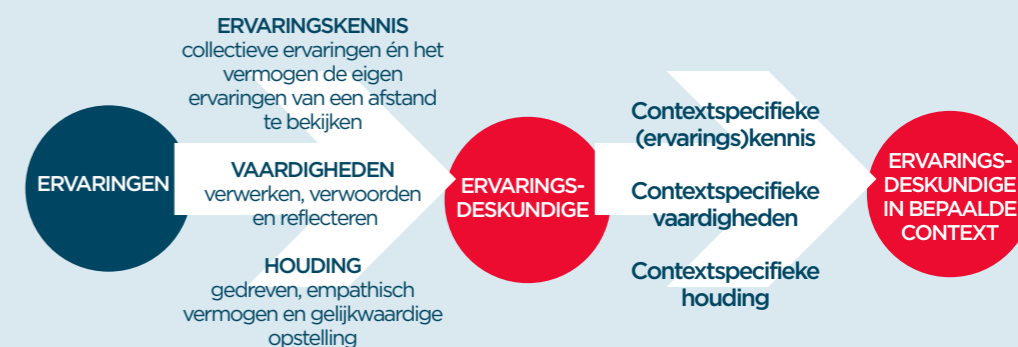 ERVARINGEN
ERVARINGSKENNIS
collectieve ervaringen én het
vermogen de eigen
ervaringen van een afstand
te bekijken
VAARDIGHEDEN
verwerken, verwoorden
en reflecteren
HOUDING
gedreven, empathisch
vermogen en gelijkwaardige
opstelling
ERVARINGS-
DESKUNDIGE
Contextspecifieke
(ervarings)kennis
Contextspecifieke
vaardigheden
Contextspecifieke
houding
ERVARINGS-
DESKUNDIGE
IN BEPAALDE
CONTEXT